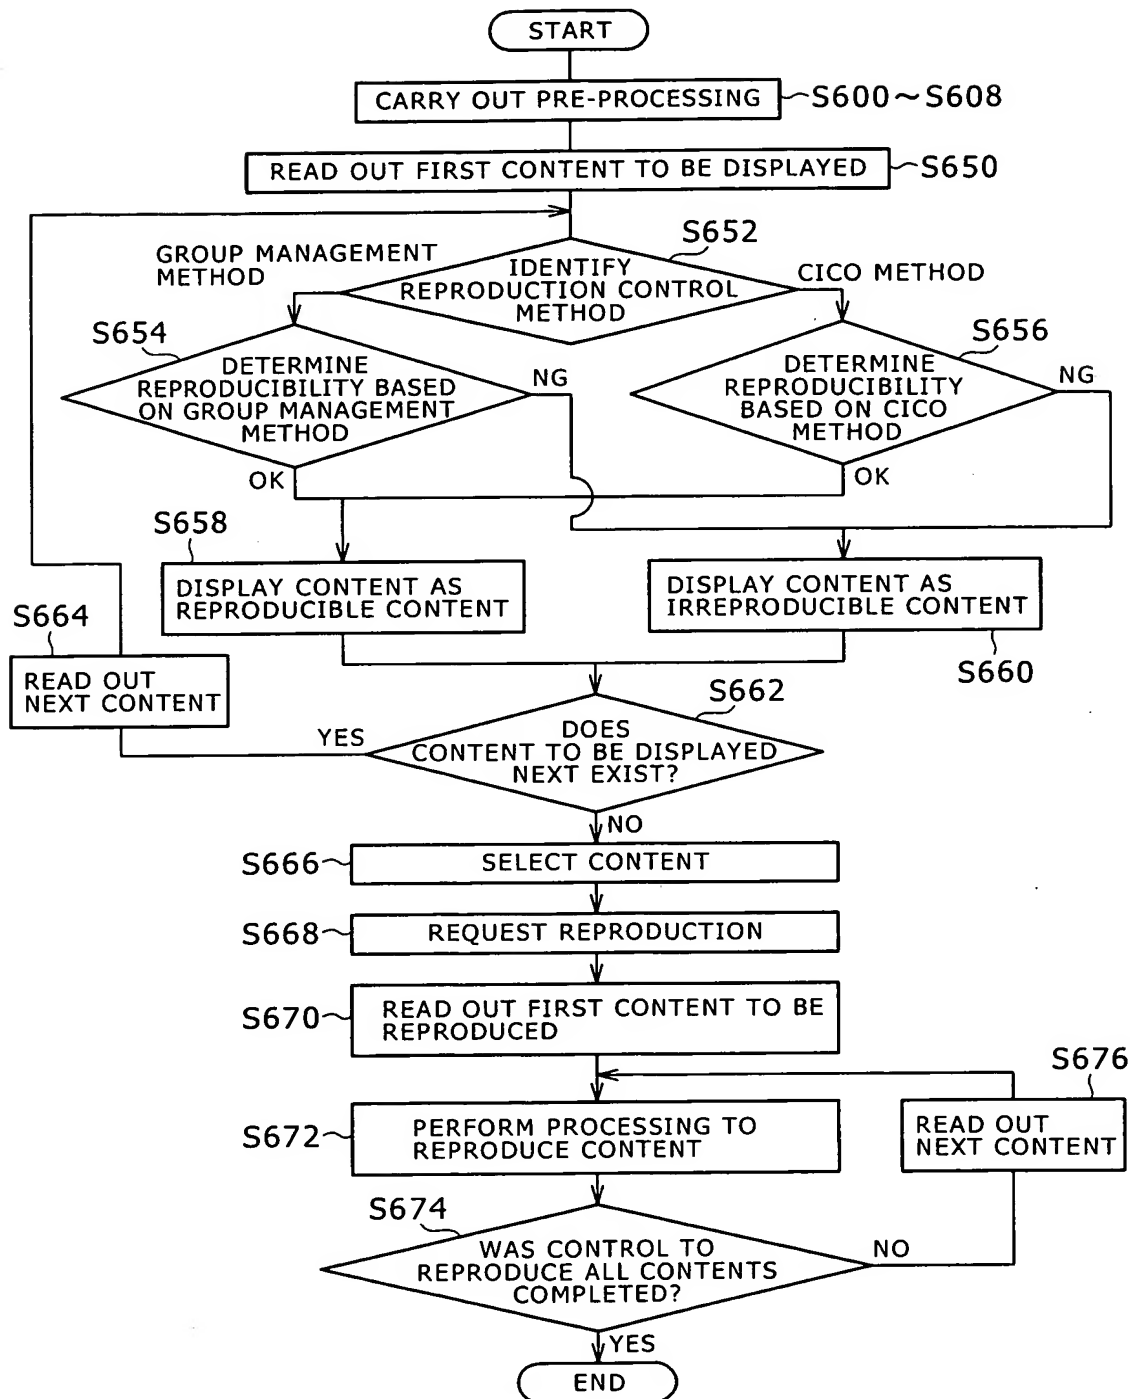 START
CARRY OUT PRE-PROCESSING
S600~S608
READ OUT FIRST CONTENT TO BE DISPLAYED
S650
S652
GROUP MANAGEMENT
METHOD
IDENTIFY
REPRODUCTION CONTROL
METHOD
CICO METHOD
S654
DETERMINE
REPRODUCIBILITY BASED
ON GROUP MANAGEMENT
METHOD
NG
OK
S656
DETERMINE
REPRODUCIBILITY
BASED ON CICO
METHOD
NG
OK
S658
DISPLAY CONTENT AS
REPRODUCIBLE CONTENT
DISPLAY CONTENT AS
IRREPRODUCIBLE CONTENT
S660
S664
READ OUT
NEXT CONTENT
S662
YES
DOES
CONTENT TO BE DISPLAYED
NEXT EXIST?
NO
S666
SELECT CONTENT
S668
REQUEST REPRODUCTION
S670
READ OUT FIRST CONTENT TO BE
REPRODUCED
S676
READ OUT
NEXT CONTENT
S672
PERFORM PROCESSING TO
REPRODUCE CONTENT
S674
WAS CONTROL TO
REPRODUCE ALL CONTENTS
COMPLETED?
NO
YES
END